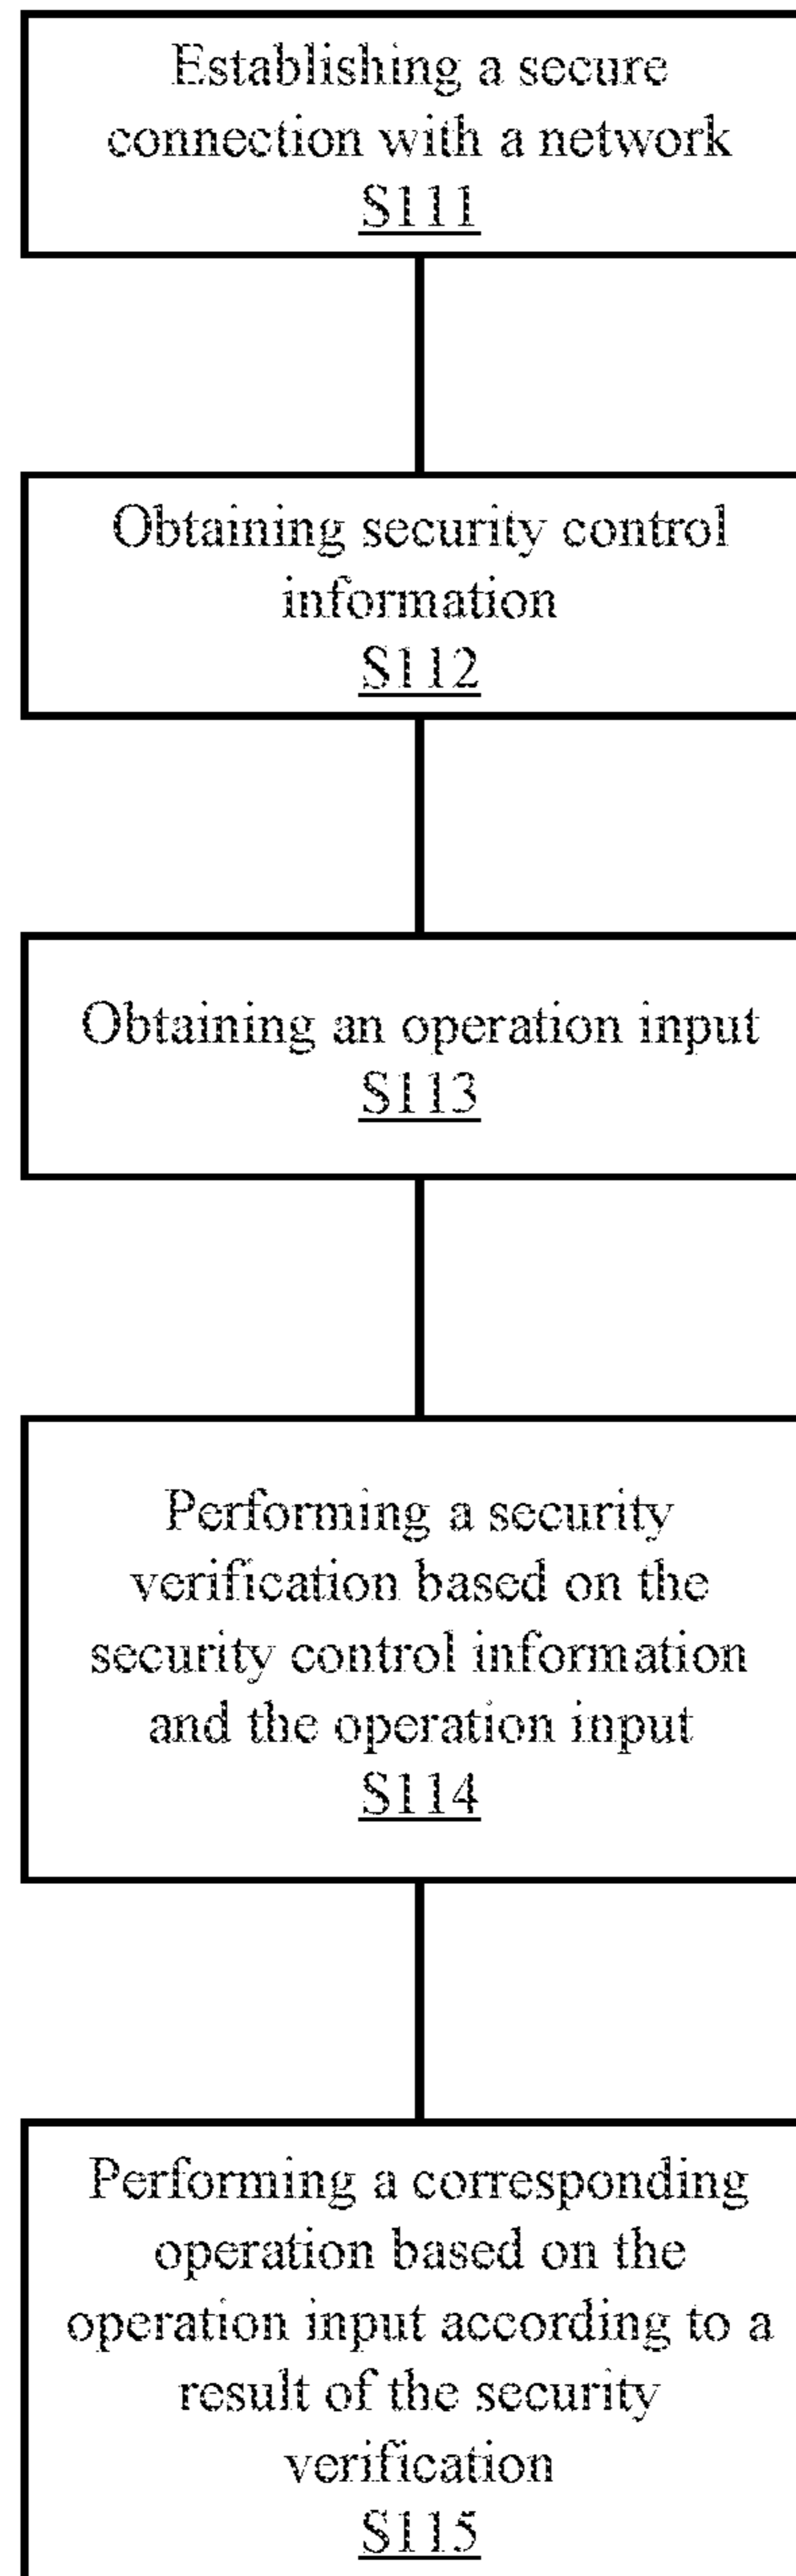 Establishing a secure
connection with a network
S111
Obtaining security control
information
S112
Obtaining an operation input
S113
Performing a security
verification based on the
security control information
and the operation input
S114
Performing a corresponding
operation based on the
operation input according to a
result of the security
verification
S115